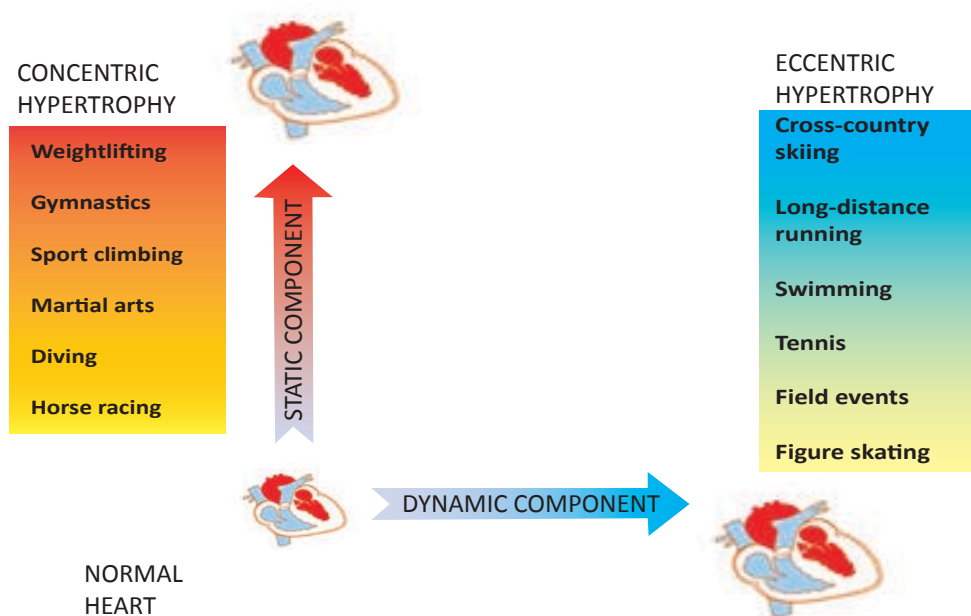 CONCENTRIC
HYPERTROPHY
Weightlifting
Gymnastics
Sport climbing
Martial arts
Diving
Horse racing
STATIC COMPONENT
ECCENTRIC
HYPERTROPHY
Cross-country
skiing
Long-distance
running
Swimming
Tennis
Field events
Figure skating
DYNAMIC COMPONENT
NORMAL
HEART